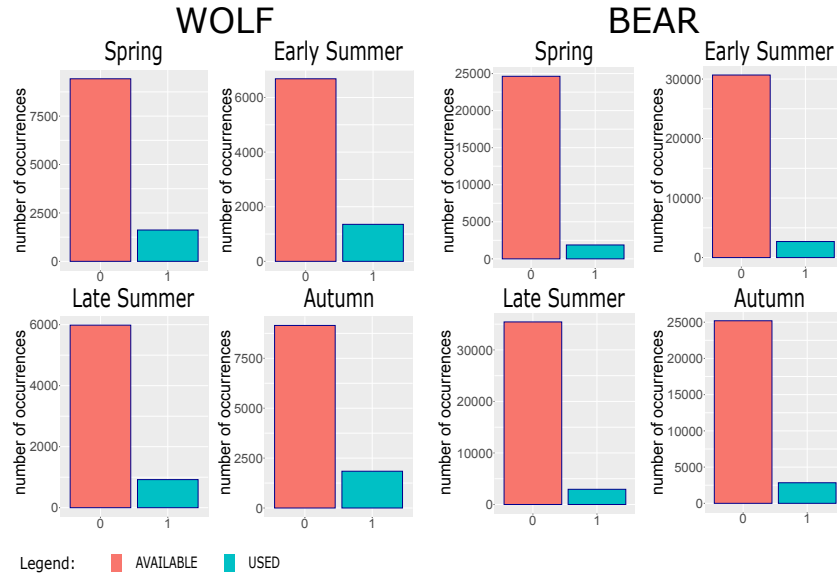 WOLF
BEAR
Spring
Early Summer
Spring
Early Summer
number of occurrences
7500
5000
2500
0
0
1
number of occurrences
6000
4000
2000
0
0
1
number of occurrences
25000
20000
15000
10000
5000
0
0
1
number of occurrences
30000
20000
10000
0
0
1
Late Summer
Autumn
Late Summer
Autumn
number of occurrences
6000
4000
2000
0
0
1
number of occurrences
7500
5000
2500
0
0
1
number of occurrences
30000
20000
10000
0
0
1
number of occurrences
25000
20000
15000
10000
5000
0
0
1
Legend:
AVAILABLE
USED